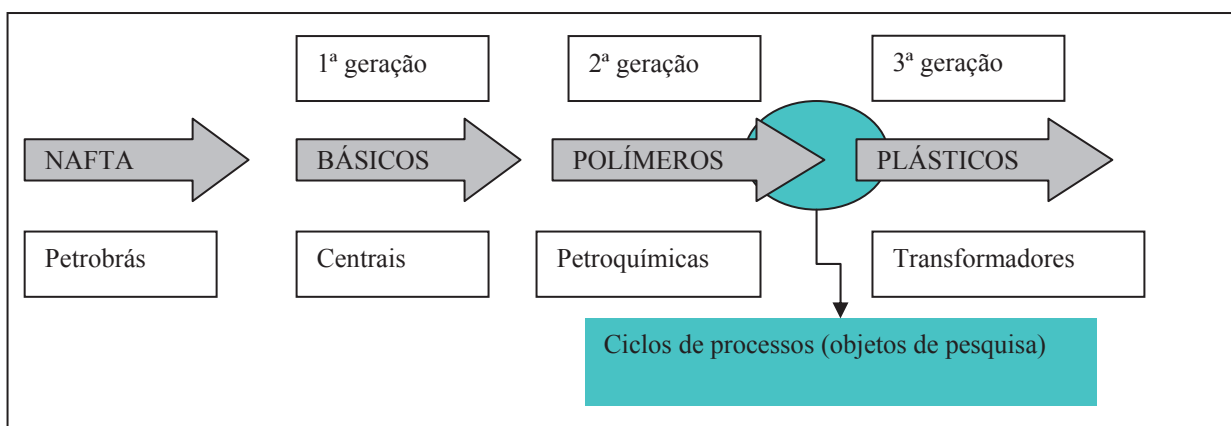 1ª geração
2ª geração
3ª geração
NAFTA
BÁSICOS
POLÍMEROS
PLÁSTICOS
Petrobrás
Centrais
Petroquímicas
Transformadores
Ciclos de processos (objetos de pesquisa)